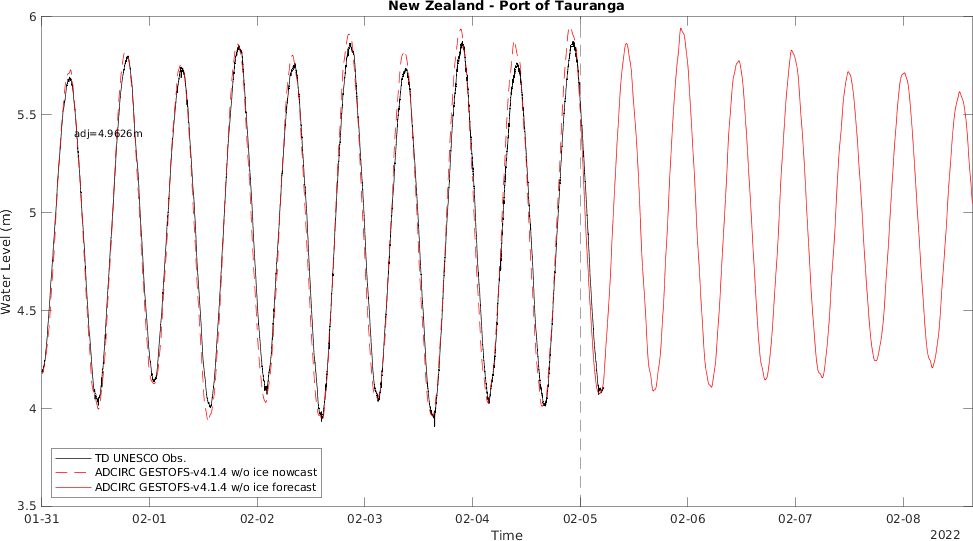 New Zealand - Port of Tauranga
6
5.5
5
4.5
4
3.5
Water Level (m)
adj=4.9626m
TD UNESCO Obs.
ADCIRC GESTOFS-v4.1.4 w/o ice nowcast
ADCIRC GESTOFS-v4.1.4 w/o ice forecast
01-31 02-01 02-02 02-03 02-04 02-05 02-06 02-07 02-08
Time
2022